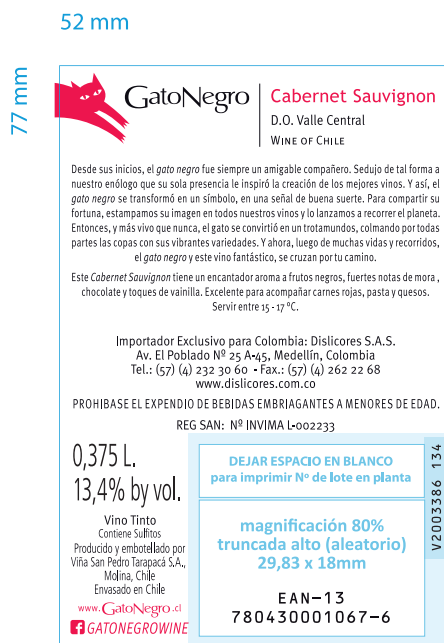 52 mm
77 mm
GatoNegro
Cabernet Sauvignon
D.O. Valle Central
WINE OF CHILE
Desde sus inicios, el gato negro fue siempre un amigable compañero. Sedujo de tal forma a
nuestro enólogo que su sola presencia le inspiró la creación de los mejores vinos. Y así, el
gato negro se transformó en un símbolo, en una señal de buena suerte. Para compartir su
fortuna, estampamos su imagen en todos nuestros vinos y lo lanzamos a recorrer el planeta.
Entonces, y más vivo que nunca, el gato se convirtió en un trotamundos, colmando por todas
partes las copas con sus vibrantes variedades. Y ahora, luego de muchas vidas y recorridos,
el gato negro y este vino fantástico, se cruzan por tu camino.
Este Cabernet Sauvignon tiene un encantador aroma a frutos negros, fuertes notas de mora ,
chocolate y toques de vainilla. Excelente para acompañar carnes rojas, pasta y quesos.
Servir entre 15 - 17 °C.
Importador Exclusivo para Colombia: Dislicores S.A.S.
Av. El Poblado Nº 25 A-45, Medellín, Colombia
Tel.: (57) (4) 232 30 60 - Fax.: (57) (4) 262 22 68
www.dislicores.com.co
PROHIBASE EL EXPENDIO DE BEBIDAS EMBRIAGANTES A MENORES DE EDAD.
REG SAN: Nº INVIMA L-002233
0,375 L.
13,4% by vol.
Vino Tinto
Contiene Sulfitos
Producido y embotellado por
Viña San Pedro Tarapacá S.A.,
Molina, Chile
Envasado en Chile
www.GatoNegro.cl
GATONEGROWINE
DEJAR ESPACIO EN BLANCO
para imprimir Nº de lote en planta
magnificación 80%
truncada alto (aleatorio)
29,83 x 18mm
EAN-13
780430001067-6
V2003386 134